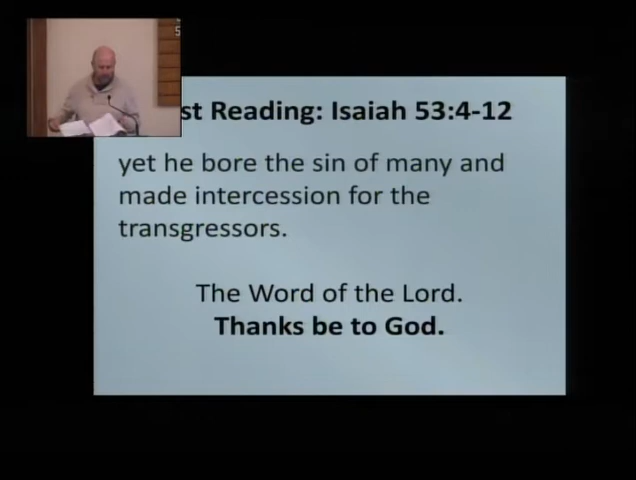 st Reading: Isaiah 53:4-12
yet he bore the sin of many and
made intercession for the
transgressors.
The Word of the Lord.
Thanks be to God.
5